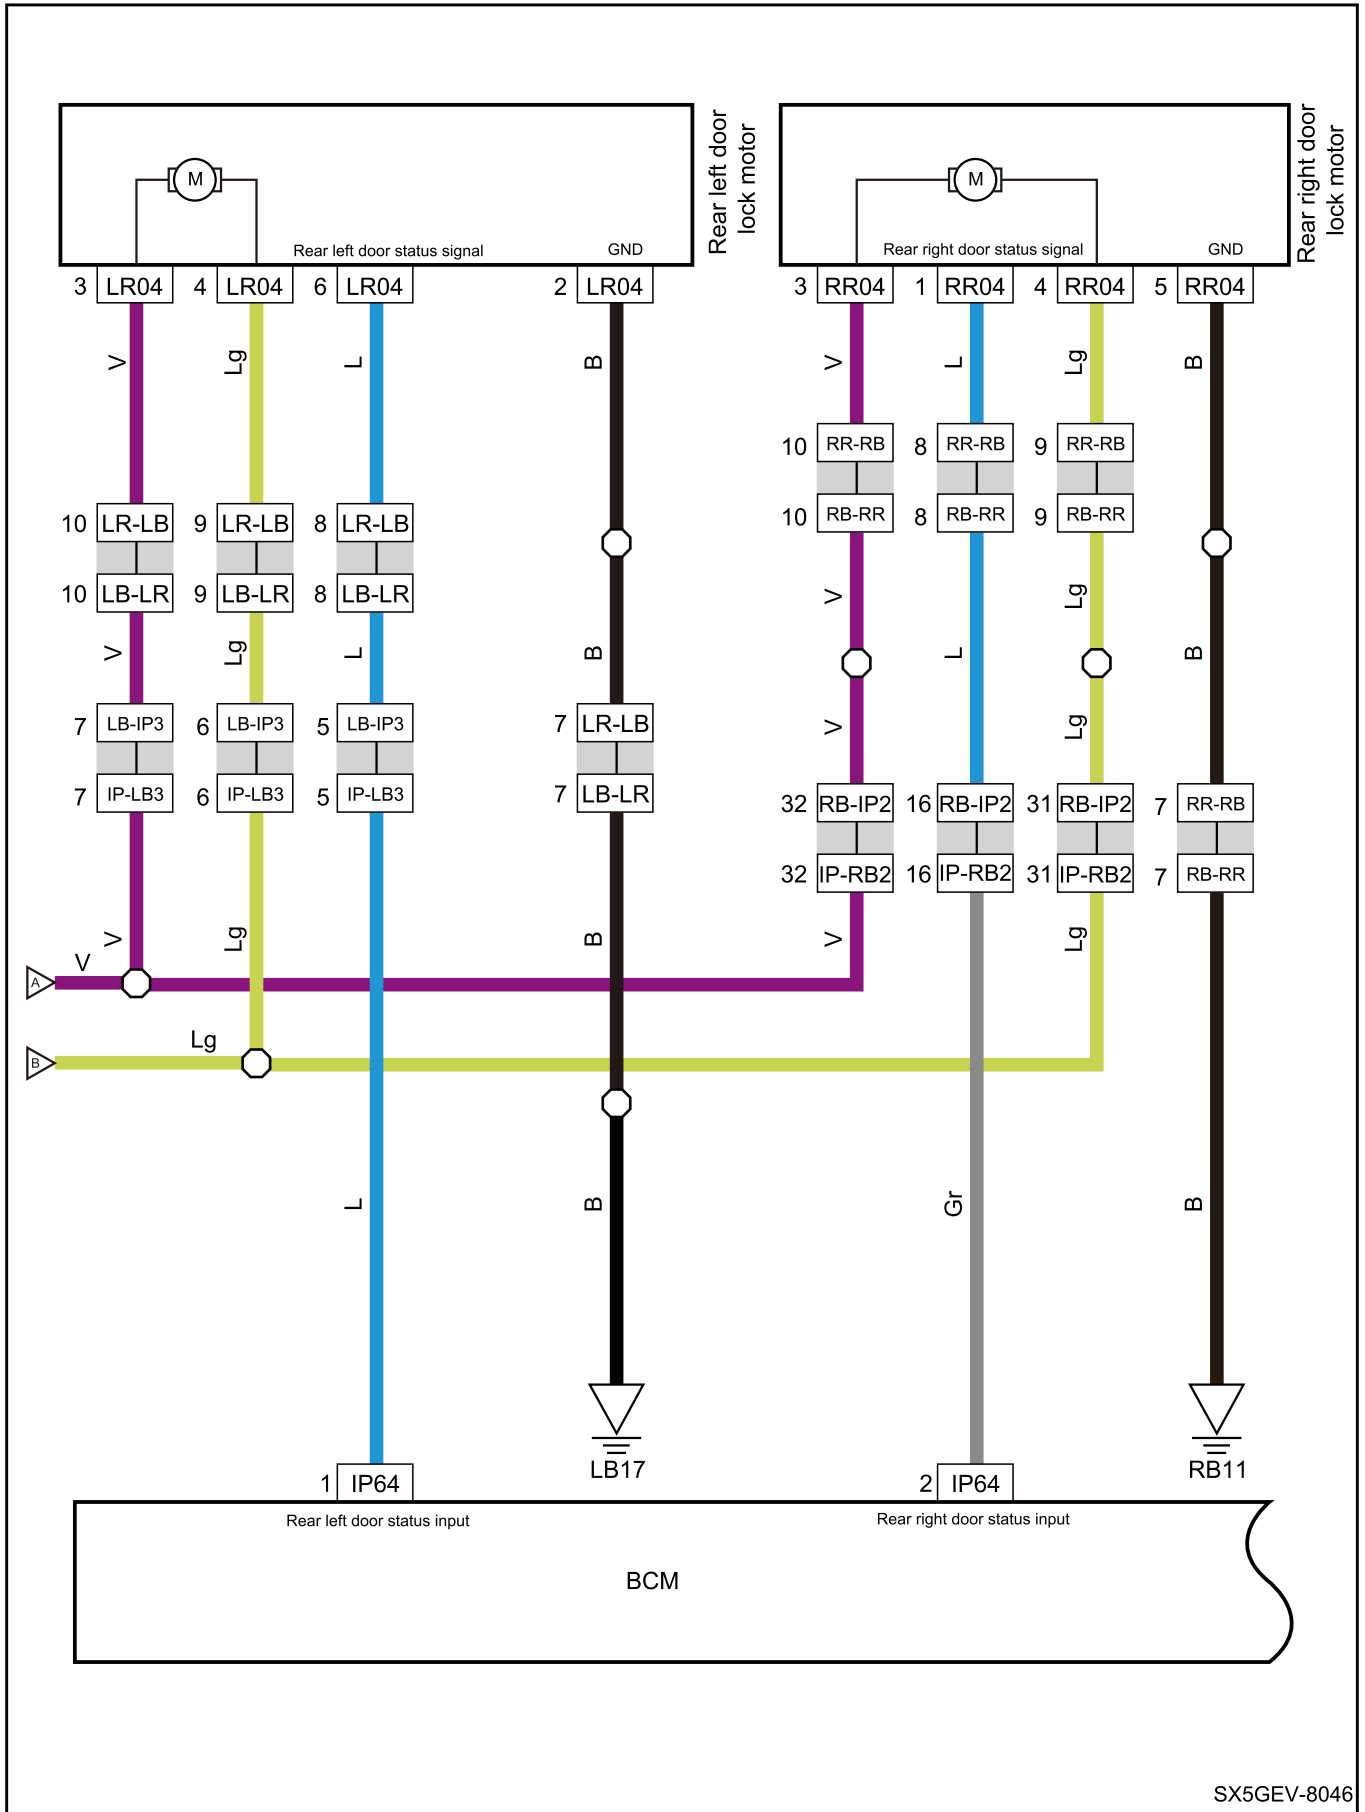 Rear left door
lock motor
Rear right door
lock motor
M
M
Rear left door status signal
GND
Rear right door status signal
GND
3 LR04 4 LR04 6 LR04 2 LR04 3 RR04 1 RR04 4 RR04 5 RR04
V Lg L B V L Lg B
10 RR-RB 8 RR-RB 9 RR-RB
10 RB-RR 8 RB-RR 9 RB-RR
10 LR-LB 9 LR-LB 8 LR-LB
10 LB-LR 9 LB-LR 8 LB-LR
V Lg
V Lg L B L B
7 LB-IP3 6 LB-IP3 5 LB-IP3 7 LR-LB V Lg
7 IP-LB3 6 IP-LB3 5 IP-LB3 7 LB-LR
32 RB-IP2 16 RB-IP2 31 RB-IP2 7 RR-RB
32 IP-RB2 16 IP-RB2 31 IP-RB2 7 RB-RR
V Lg B V Lg
V
A
Lg
B
L B Gr B
LB17
RB11
1 IP64 2 IP64
Rear left door status input
Rear right door status input
BCM
SX5GEV-8046